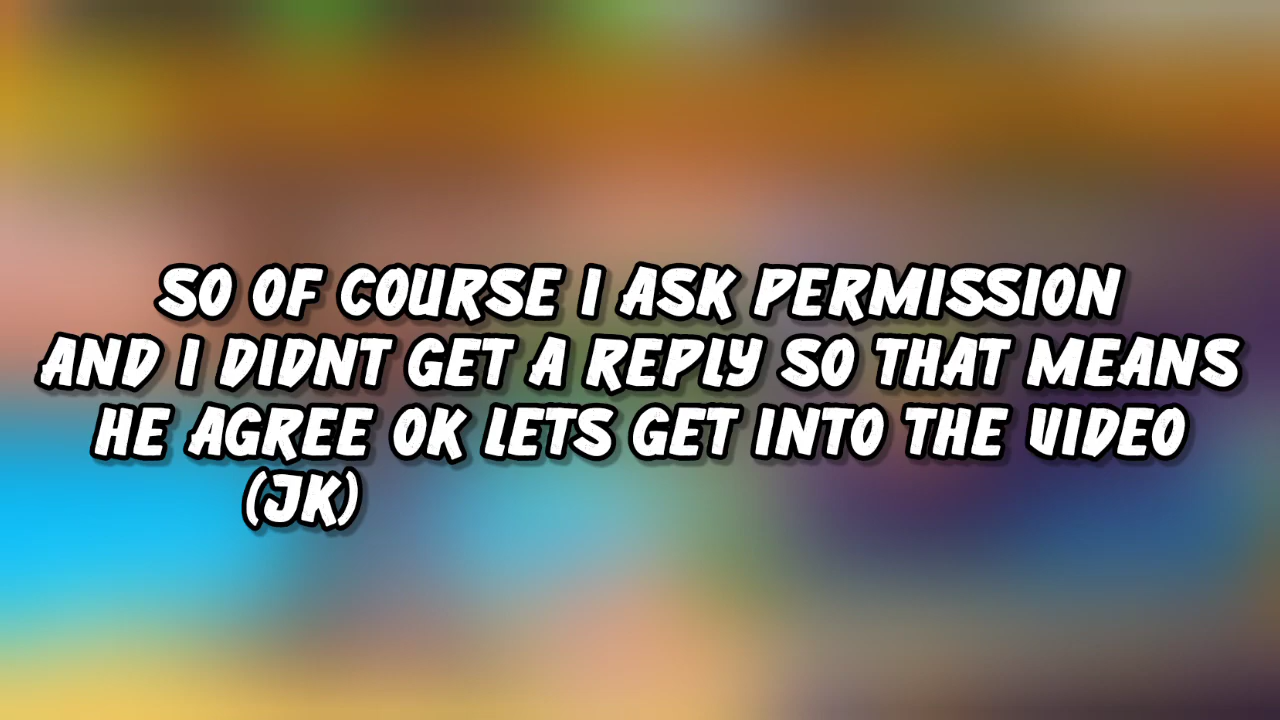 SO OF COURSE I ASK PERMISSION
AND I DIDNT GET A REPLY SO THAT MEANS
HE AGREE OK LETS GET INTO THE VIDEO
(JK)